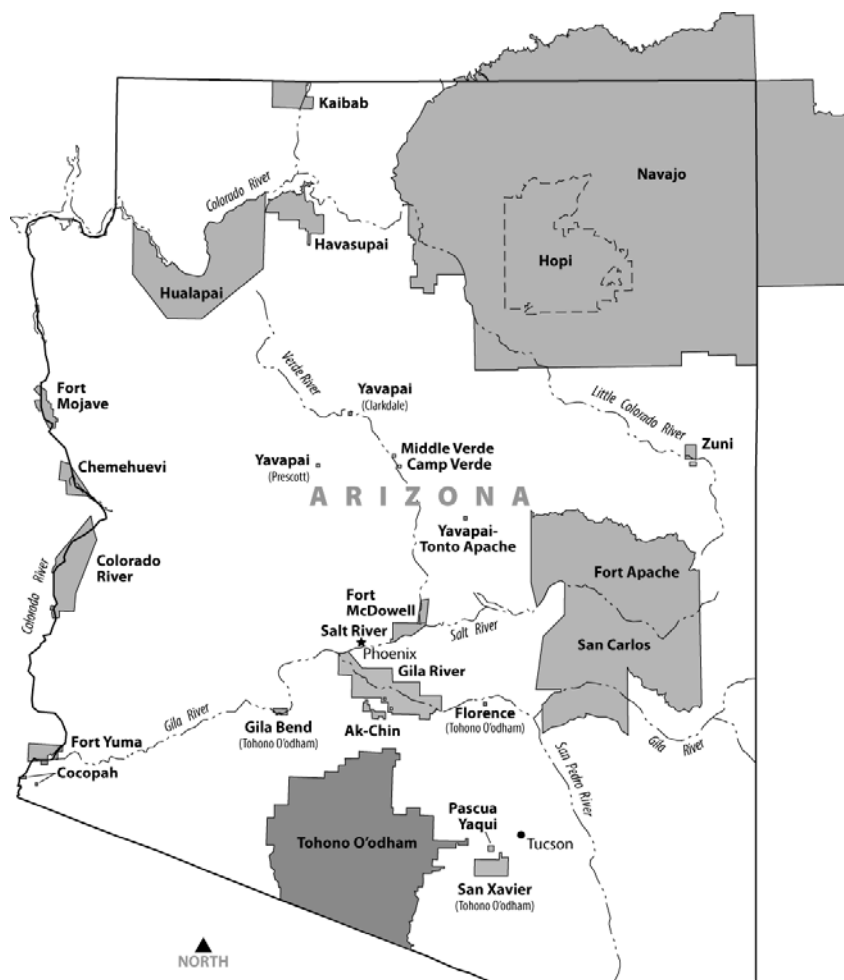 Kaibab
Colorado River
Navajo
Havasupai
Hopi
Hualapai
Verde River
Fort
Mojave
Yavapai
(Clarkdale)
Little Colorado River
Zuni
Middle Verde
Camp Verde
Chemehuevi
Yavapai
(Prescott)
ARIZONA
Yavapai-
Tonto Apache
Colorado
River
Colorado River
Fort Apache
Fort
McDowell
Salt River
Salt River
Phoenix
San Carlos
Gila River
Gila River
Gila Bend
(Tohono O'odham)
Ak-Chin
Florence
(Tohono O'odham)
Gila River
Fort Yuma
Cocopah
San Pedro River
Pascua
Yaqui
Tohono O'odham
Tucson
San Xavier
(Tohono O'odham)
NORTH